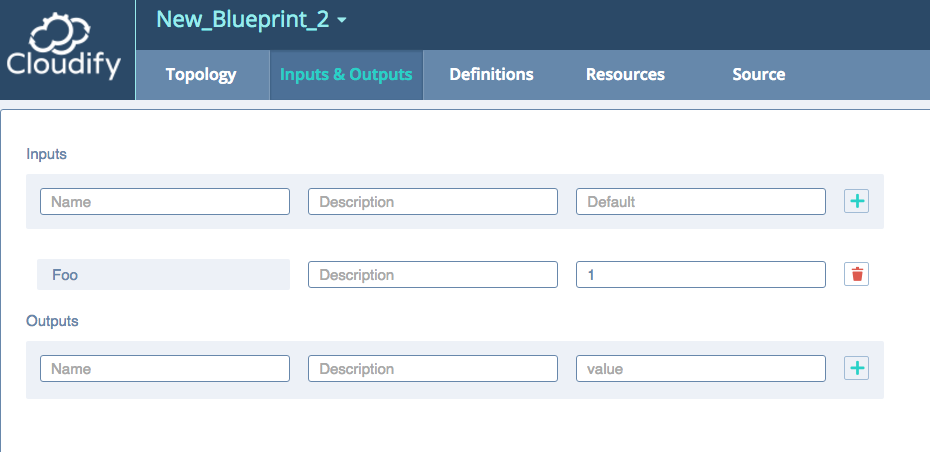 Cloudify
New_Blueprint_2
Topology Inputs & Outputs Definitions Resources Source
Inputs
Name Description Default
Foo Description 1
Outputs
Name Description value